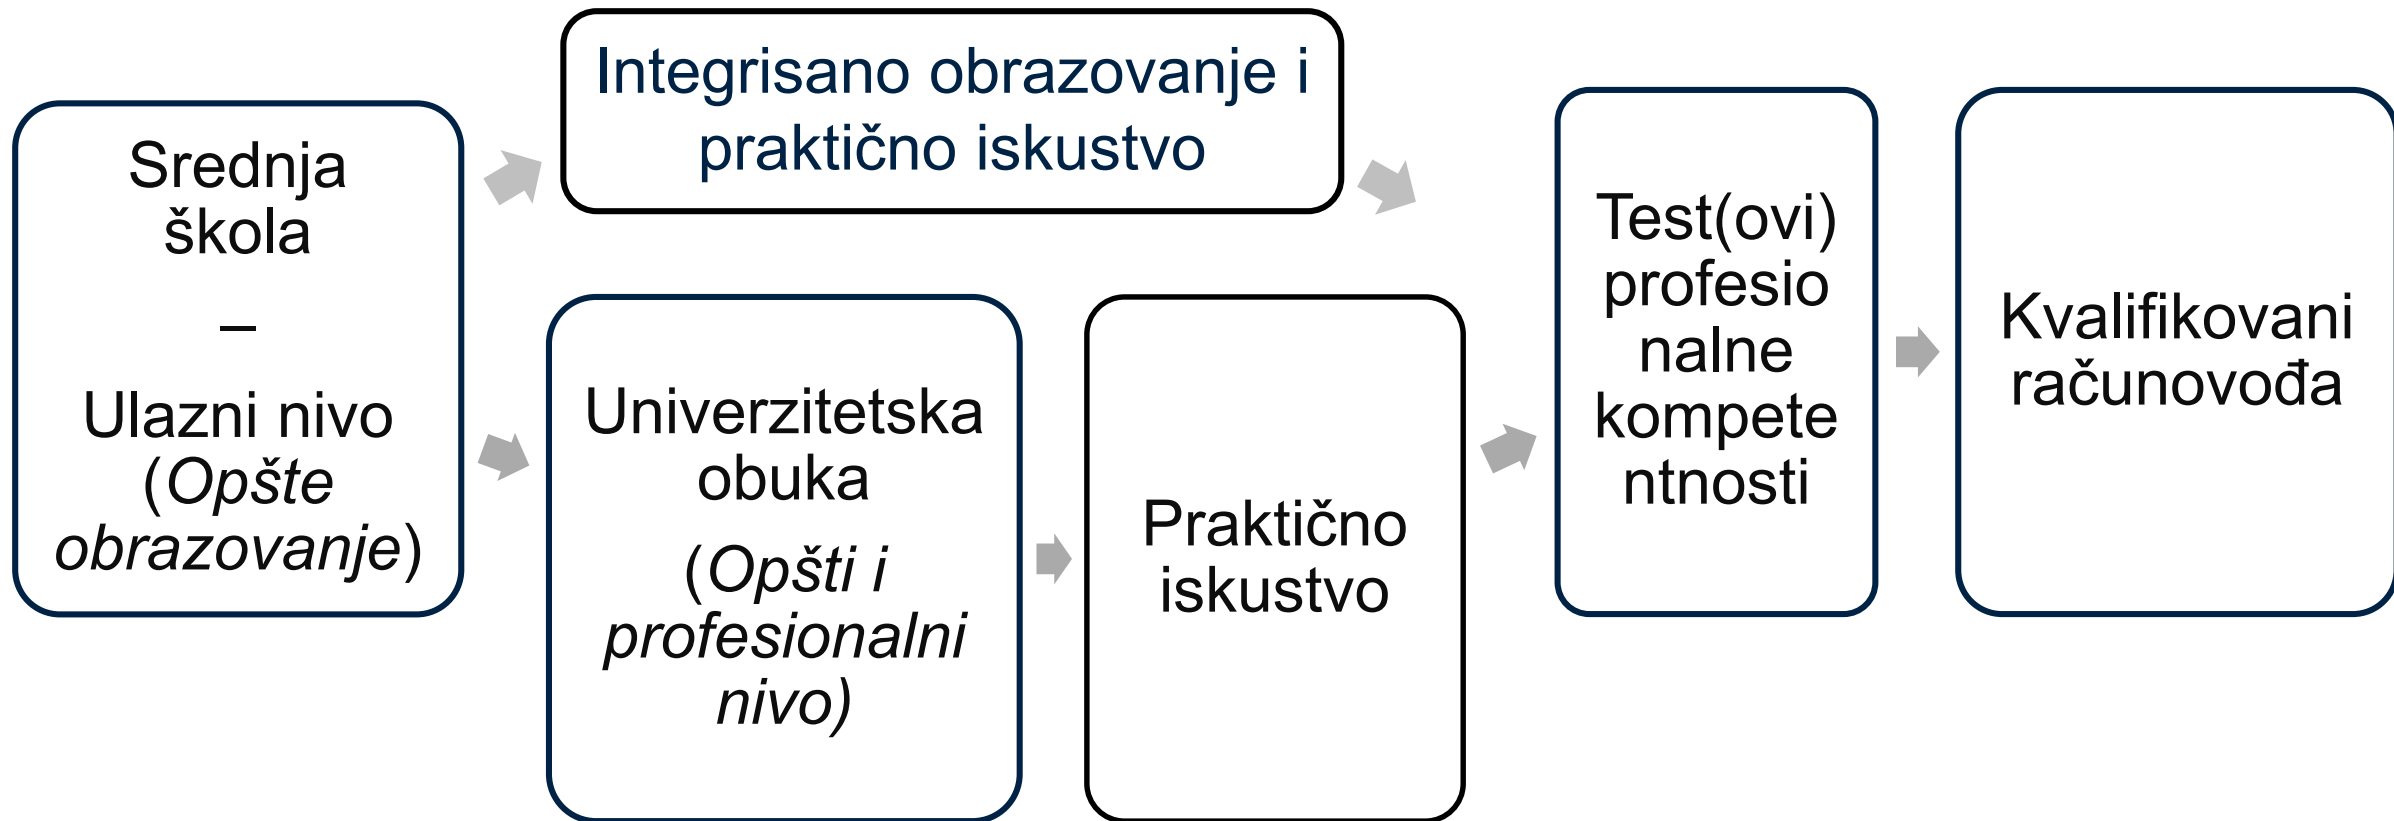 Srednja
škola
–
Ulazni nivo
(Opšte
obrazovanje)
Integrisano obrazovanje i
praktično iskustvo
Univerzitetska
obuka
(Opšti i
profesionalni
nivo)
Praktično
iskustvo
Test(ovi)
profesio
nalne
kompete
ntnosti
Kvalifikovani
računovođa